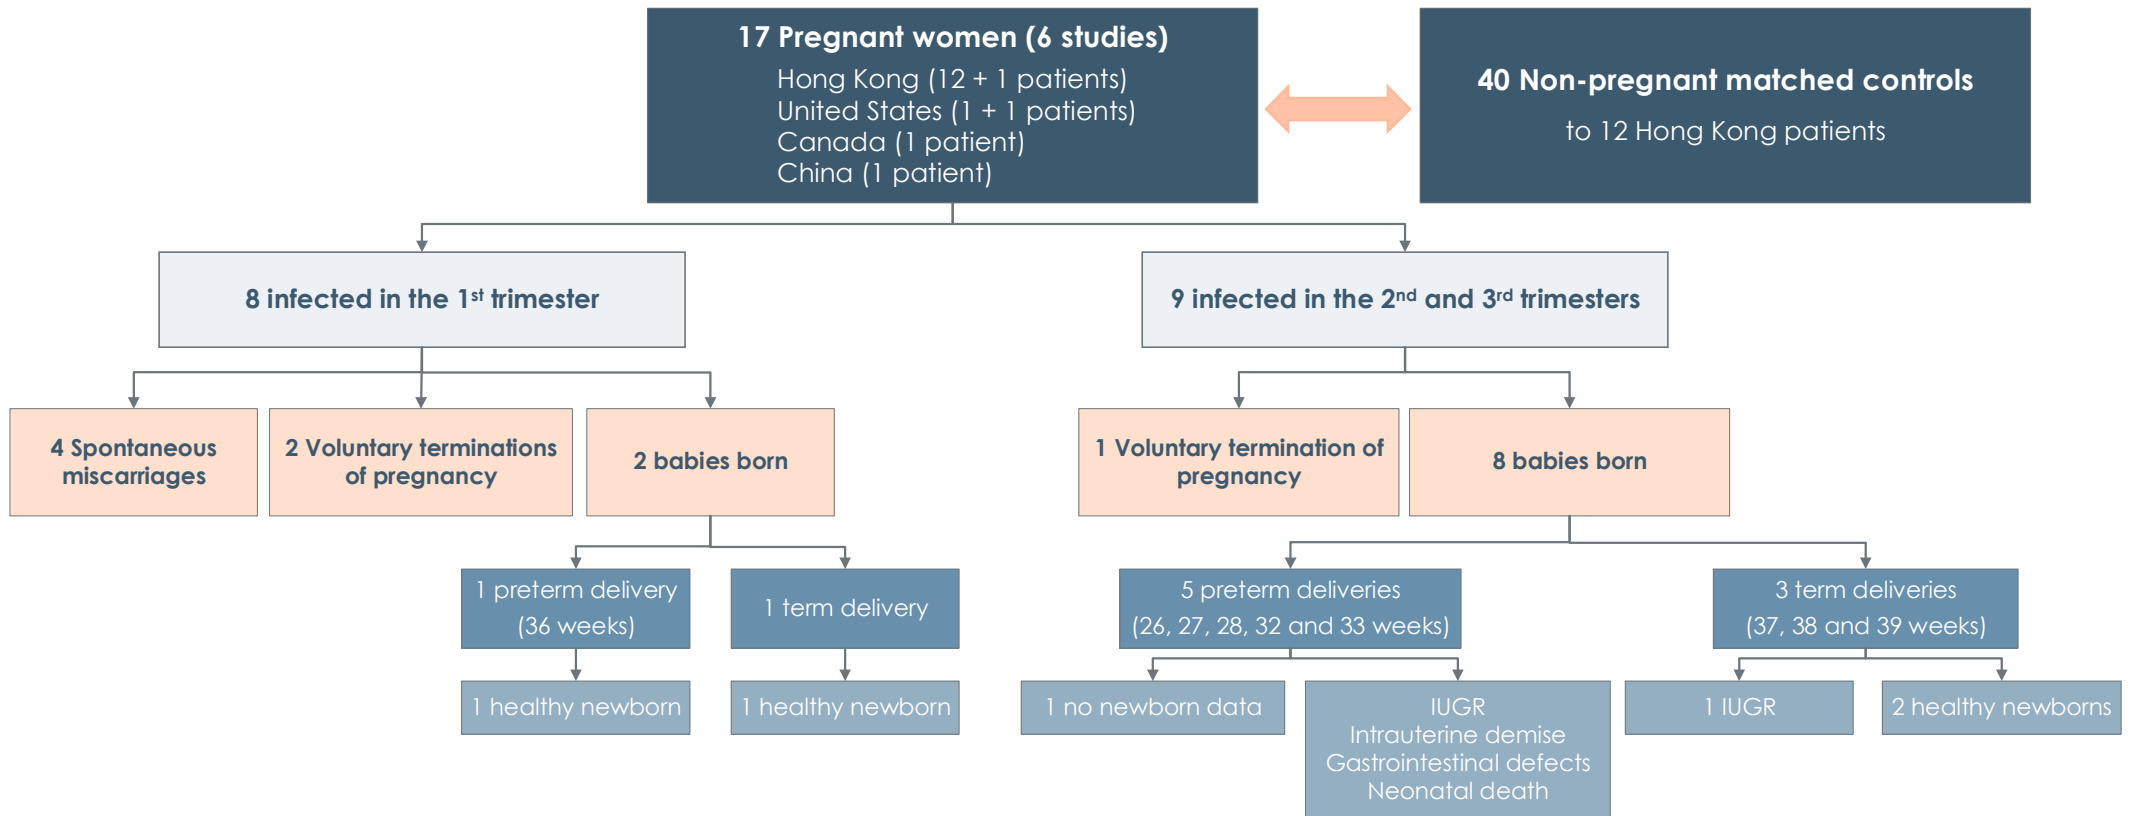 17 Pregnant women (6 studies)
Hong Kong (12 + 1 patients)
United States (1 + 1 patients)
Canada (1 patient)
China (1 patient)
40 Non-pregnant matched controls
to 12 Hong Kong patients
8 infected in the 1st trimester
9 infected in the 2nd and 3rd trimesters
4 Spontaneous
miscarriages
2 Voluntary terminations
of pregnancy
2 babies born
1 Voluntary termination of
pregnancy
8 babies born
1 preterm delivery
(36 weeks)
1 term delivery
5 preterm deliveries
(26, 27, 28, 32 and 33 weeks)
3 term deliveries
(37, 38 and 39 weeks)
1 healthy newborn
1 healthy newborn
1 no newborn data
IUGR
Intrauterine demise
Gastrointestinal defects
Neonatal death
1 IUGR
2 healthy newborns